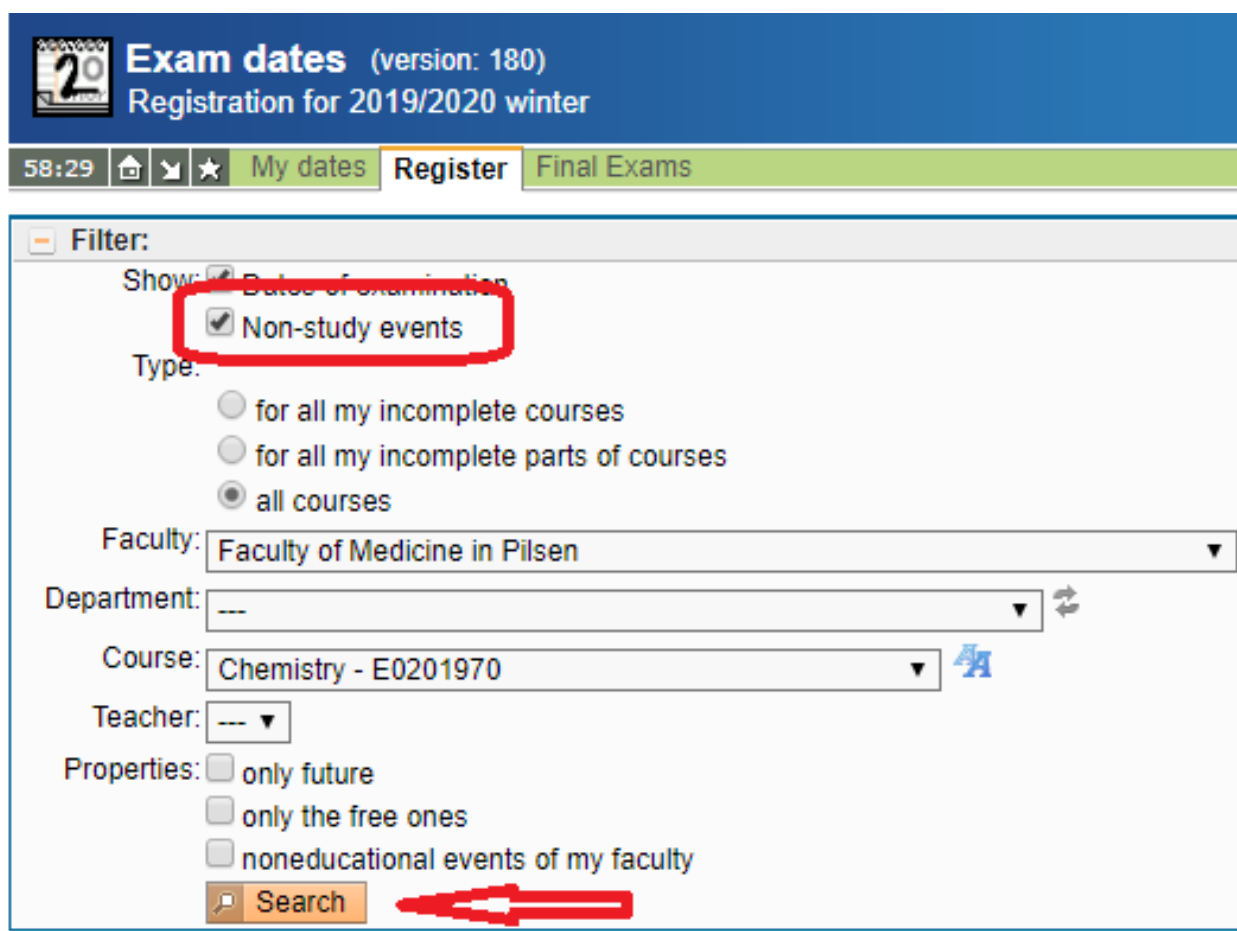 Exam dates (version: 180)
Registration for 2019/2020 winter
58:29 My dates Register Final Exams
Filter:
Show: Dates of examination
Non-study events
Type:
for all my incomplete courses
for all my incomplete parts of courses
all courses
Faculty: Faculty of Medicine in Pilsen
Department: ---
Course: Chemistry - E0201970
Teacher: ---
Properties: only future
only the free ones
noneducational events of my faculty
Search